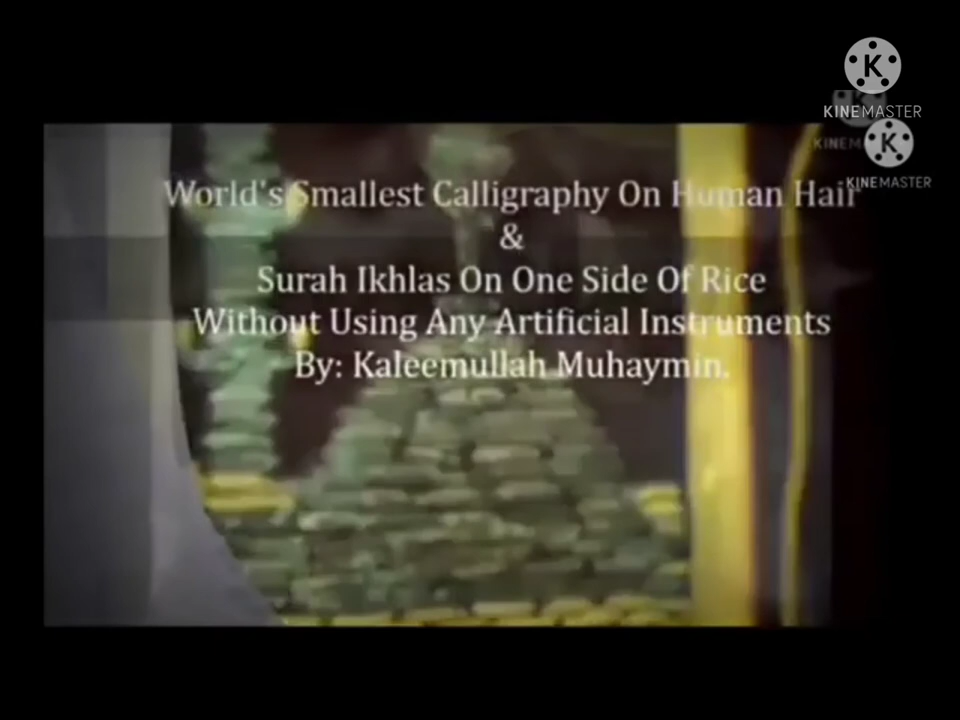 KINEMASTER
KINEM
KINEMASTER
World's Smallest Calligraphy On Human Hair
&
Surah Ikhlas On One Side Of Rice
Without Using Any Artificial Instruments
By: Kaleemullah Muhaymin.